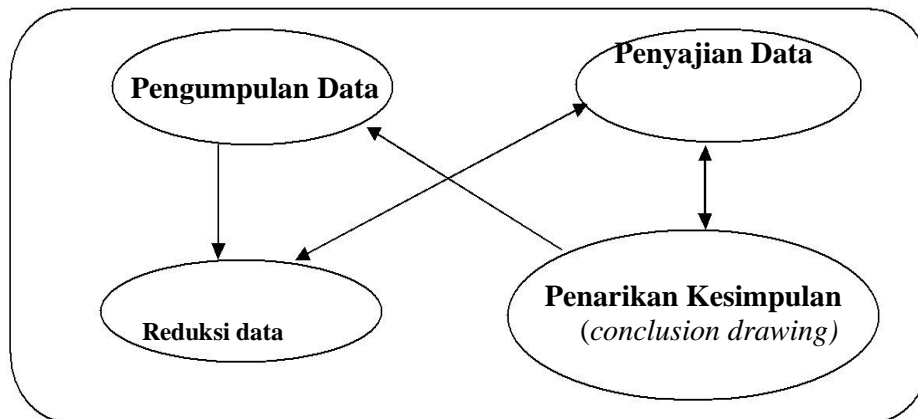 Pengumpulan Data
Penyajian Data
Reduksi data
Penarikan Kesimpulan
(conclusion drawing)